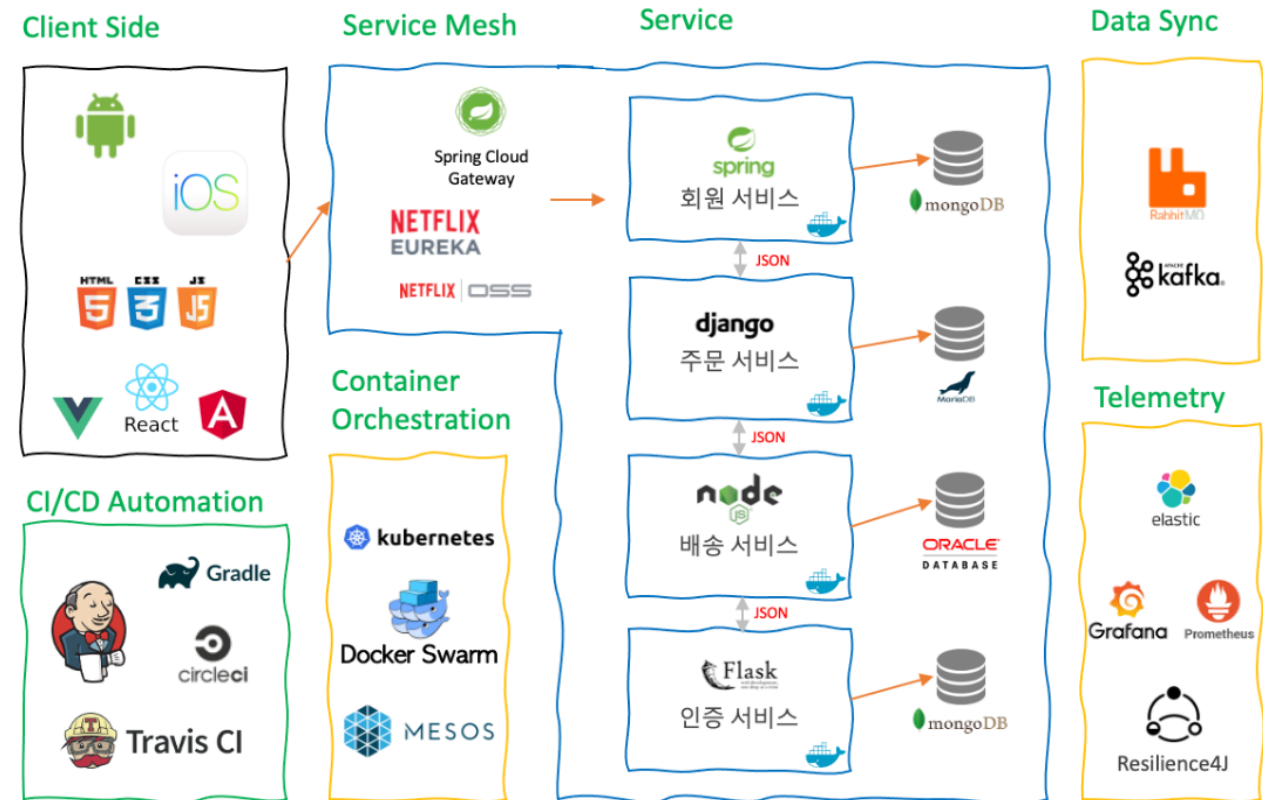 Client Side
iOS
HTML
5
CSS
3
JS
JS
React
A
CI/CD Automation
Gradle
circleci
T
Travis CI
Service Mesh
Spring Cloud
Gateway
NETFLIX
EUREKA
NETFLIX | OSS
Container
Orchestration
kubernetes
Docker Swarm
MESOS
Service
spring
회원 서비스
mongoDB
JSON
django
주문 서비스
MariaDB
JSON
node
JS
배송 서비스
ORACLE
DATABASE
JSON
Flask
인증 서비스
mongoDB
Data Sync
RabbitMQ
APACHE
kafka.
Telemetry
elastic
Grafana
Prometheus
Resilience4J